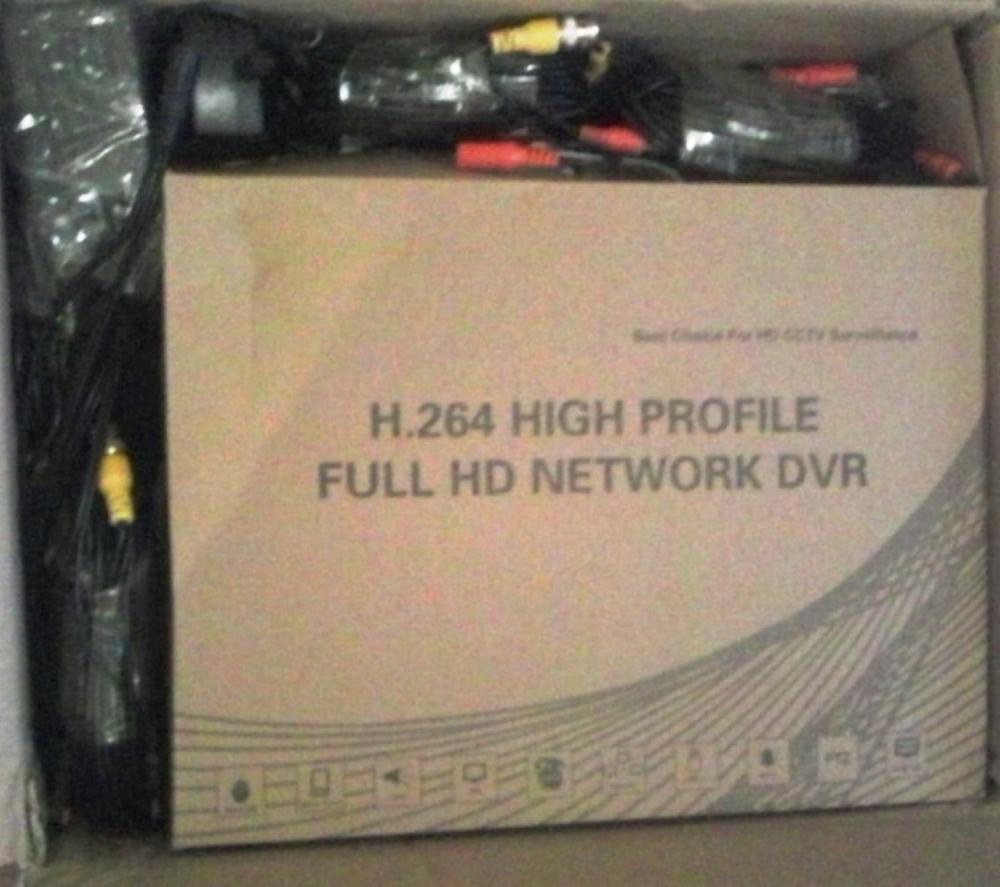 Best Choice For HD CCTV Surveillance
H.264 HIGH PROFILE
FULL HD NETWORK DVR